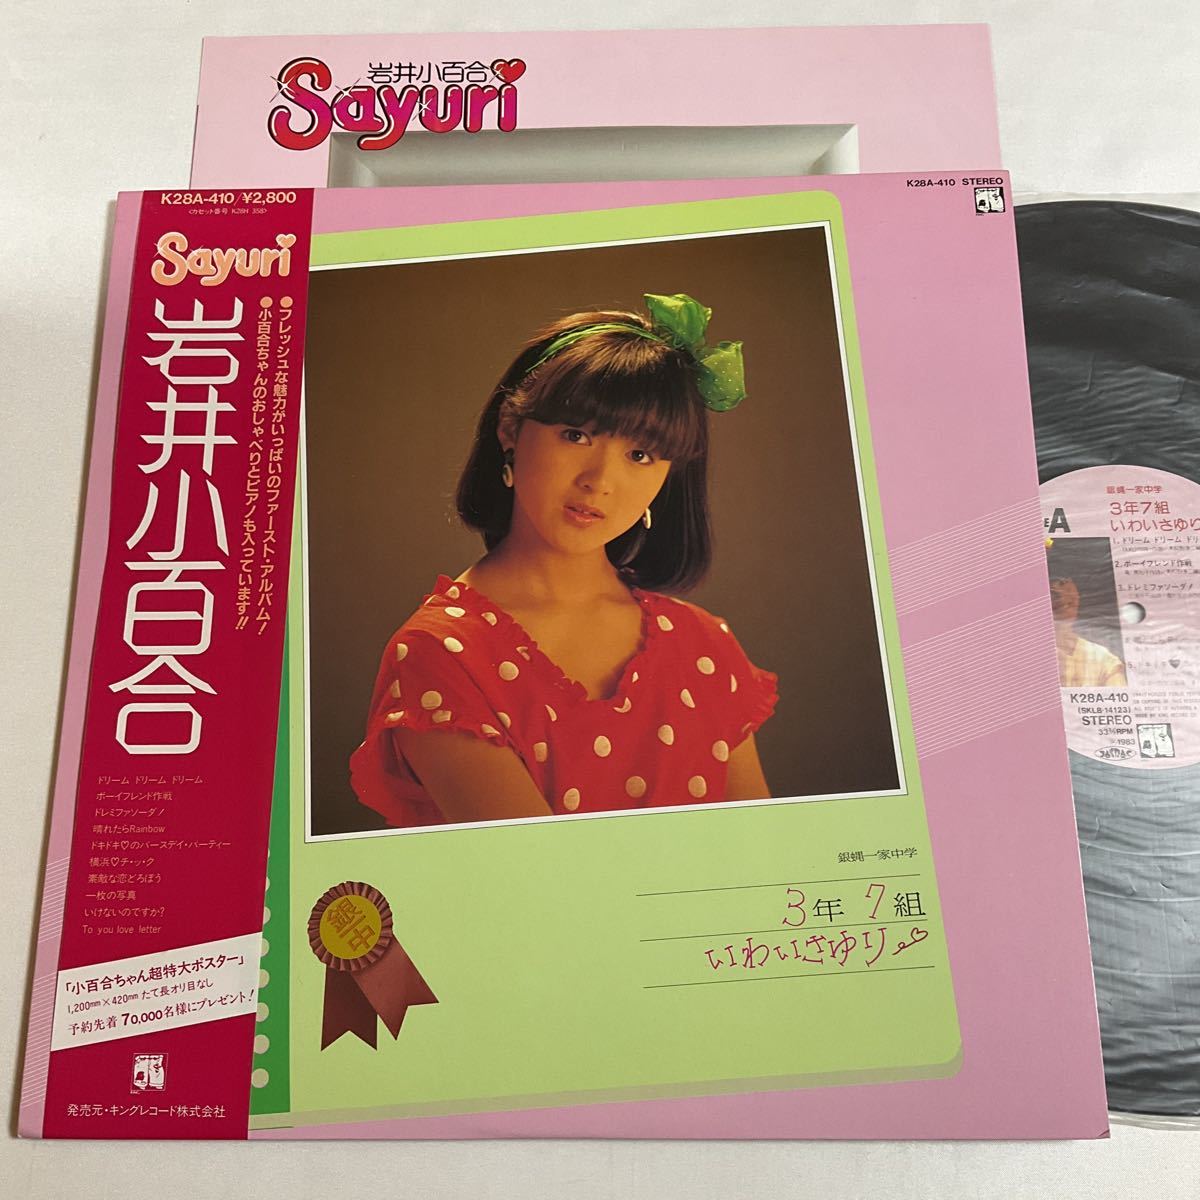 岩井小百合
Sayuri
K28A-410/¥2,800
<カセット番号 K28H 358>
Sayuri
岩井小百合
●フレッシュな魅力がいっぱいのファースト・アルバム!
●小百合ちゃんのおしゃべりとピアノも入っています!!
ドリーム ドリーム ドリーム
ボーイフレンド作戦
ドレミファソーダ!
晴れたらRainbow
ドキドキ♡のバースデイ・パーティー
横浜♡チ・ッ・ク
素敵な恋どろぼう
一枚の写真
いけないのですか?
To you love letter
「小百合ちゃん超特大ポスター」
1,200mm×420mmたて長オリ目なし
予約先着70,000名様にプレゼント!
発売元・キングレコード株式会社
K28A-410 STEREO
銀蝿一家中学
3年7組
いわいさゆり
銀中
銀蝿一家中学
3年7組
いわいさゆり
A
1. ドリーム ドリーム ドリ
2. ボーイフレンド作戦
3. ドレミファソーダ!
K28A-410
(SKLB-14123)
STEREO
33⅓RPM
℗1983